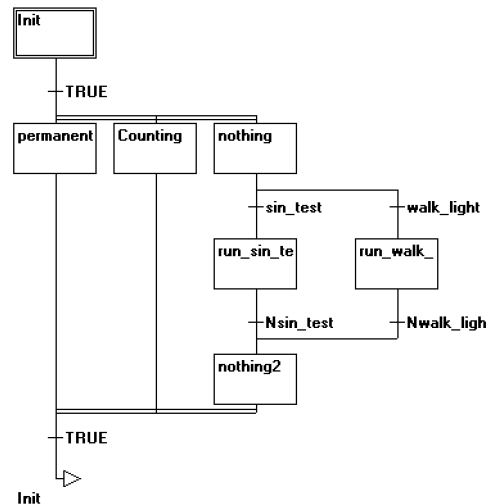 Init
TRUE
permanent Counting nothing
sin_test walk_light
run_sin_te run_walk_
Nsin_test Nwalk_ligh
nothing2
TRUE
Init